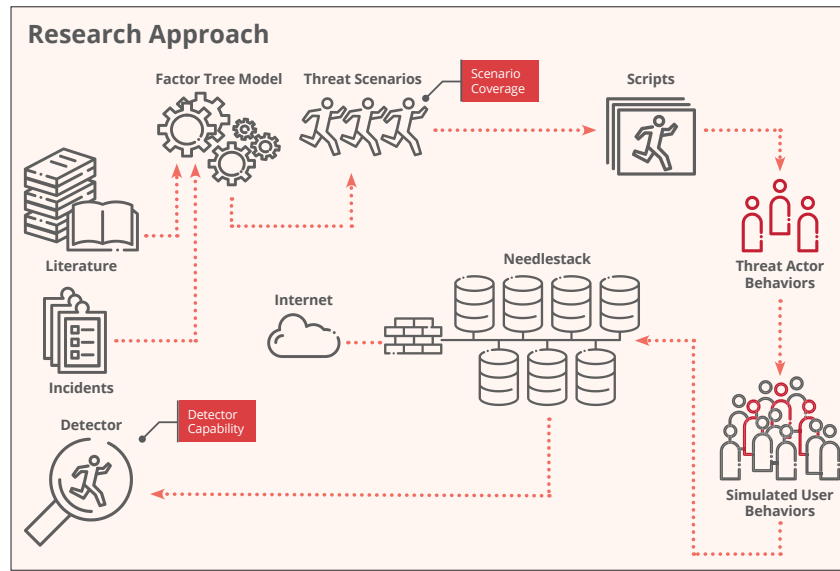 Research Approach
Factor Tree Model
Threat Scenarios
Scenario
Coverage
Scripts
Literature
Threat Actor
Behaviors
Needlestack
Internet
Incidents
Detector
Detector
Capability
Simulated User
Behaviors